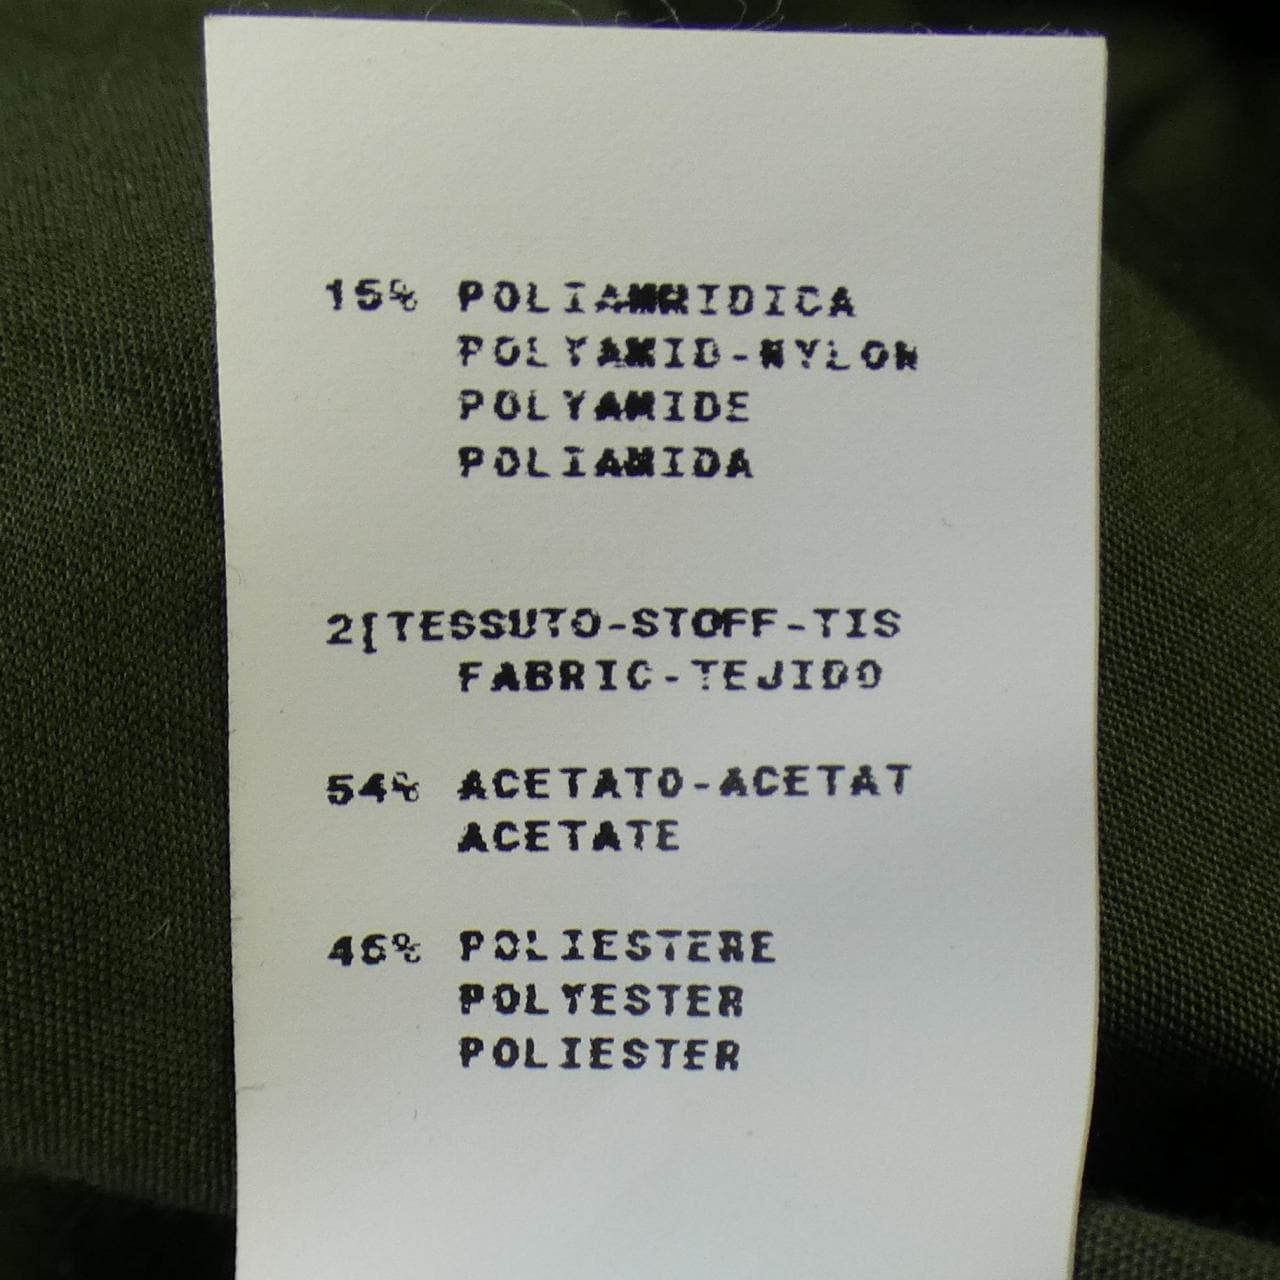 15% POLIAMMIDICA
POLYAMID-NYLON
POLYAMIDE
POLIAMIDA
2[TESSUTO-STOFF-TIS
FABRIC-TEJIDO
54% ACETATO-ACETAT
ACETATE
46% POLIESTERE
POLYESTER
POLIESTER